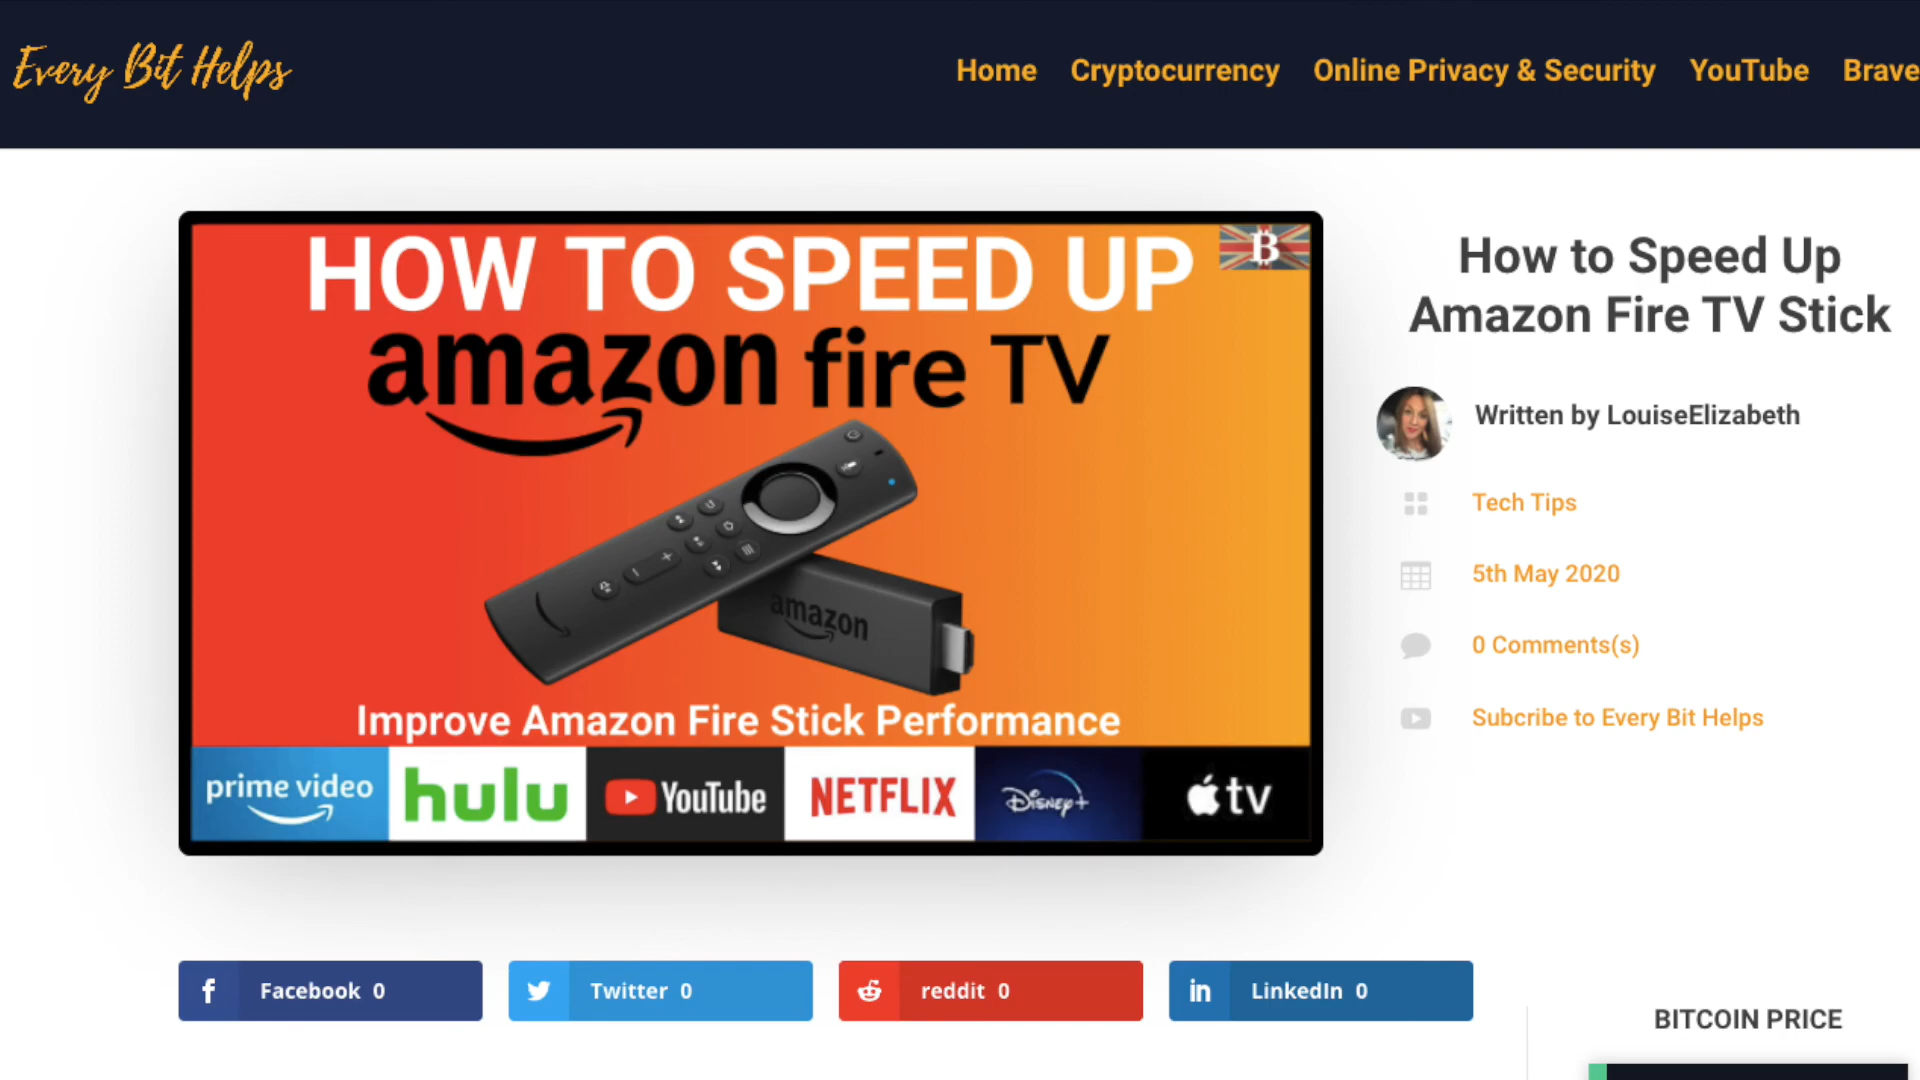 Every Bit Helps
Home Cryptocurrency Online Privacy & Security YouTube Brave
HOW TO SPEED UP
B
amazon fire TV
amazon
Improve Amazon Fire Stick Performance
prime video hulu YouTube NETFLIX Disney+ tv
How to Speed Up
Amazon Fire TV Stick
Written by LouiseElizabeth
Tech Tips
5th May 2020
0 Comments(s)
Subcribe to Every Bit Helps
Facebook 0 Twitter 0 reddit 0 LinkedIn 0
BITCOIN PRICE